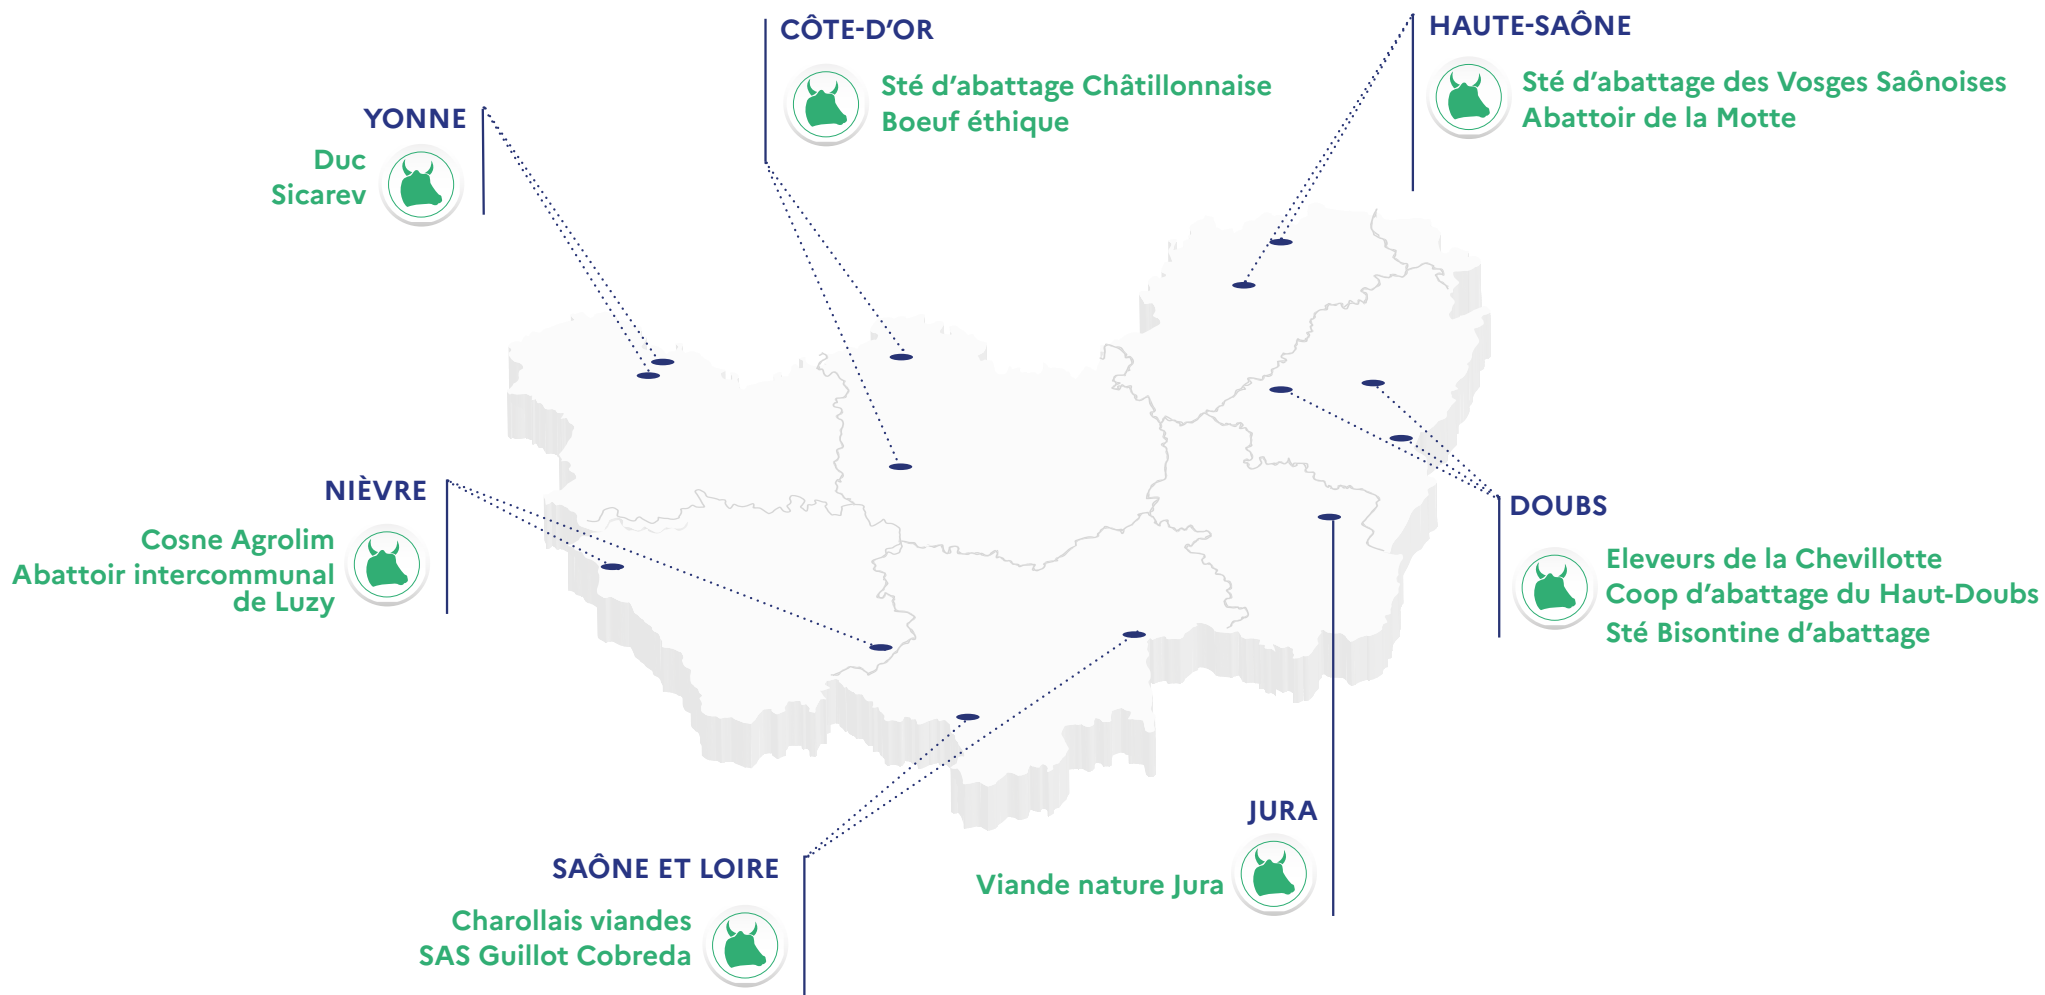 CÔTE-D’OR
Sté d’abattage Châtillonnaise
Boeuf éthique
HAUTE-SAÔNE
Sté d’abattage des Vosges Saônoises
Abattoir de la Motte
YONNE
Duc
Sicarev
NIÈVRE
Cosne Agrolim
Abattoir intercommunal
de Luzy
DOUBS
Eleveurs de la Chevillotte
Coop d’abattage du Haut-Doubs
Sté Bisontine d’abattage
JURA
Viande nature Jura
SAÔNE ET LOIRE
Charollais viandes
SAS Guillot Cobreda